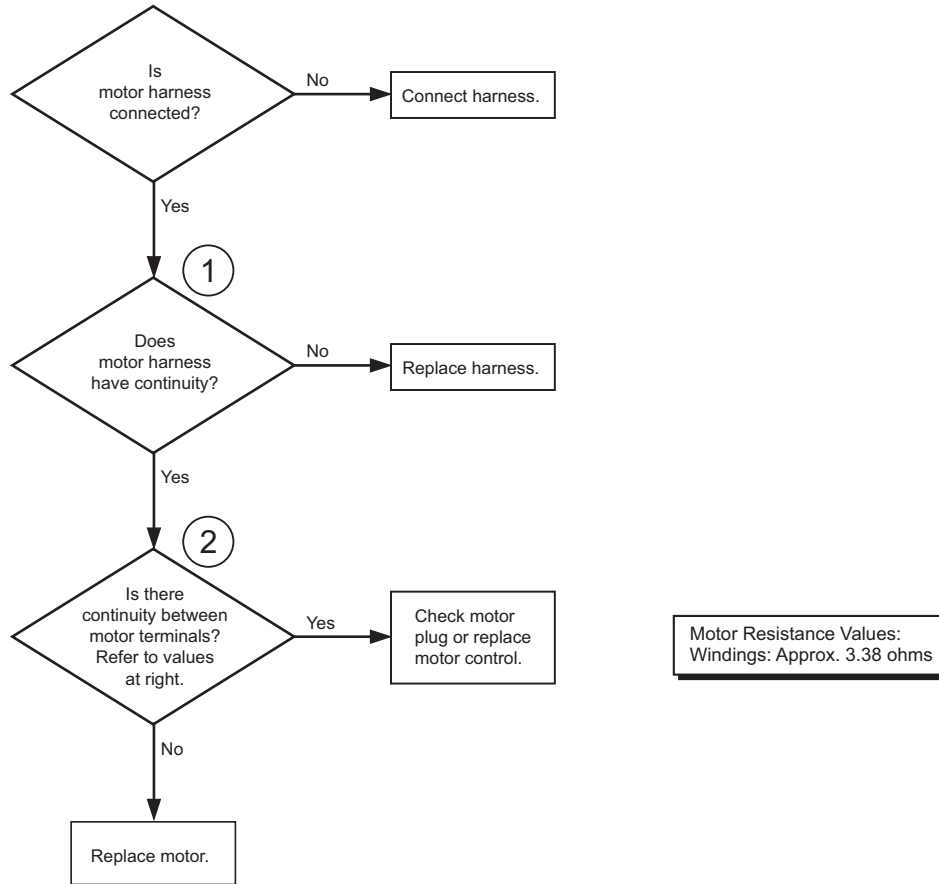 Is
motor harness
connected?
No
Connect harness.
Yes
1
Does
motor harness
have continuity?
No
Replace harness.
Yes
2
Is there
continuity between
motor terminals?
Refer to values
at right.
Yes
Check motor
plug or replace
motor control.
Motor Resistance Values:
Windings: Approx. 3.38 ohms
No
Replace motor.